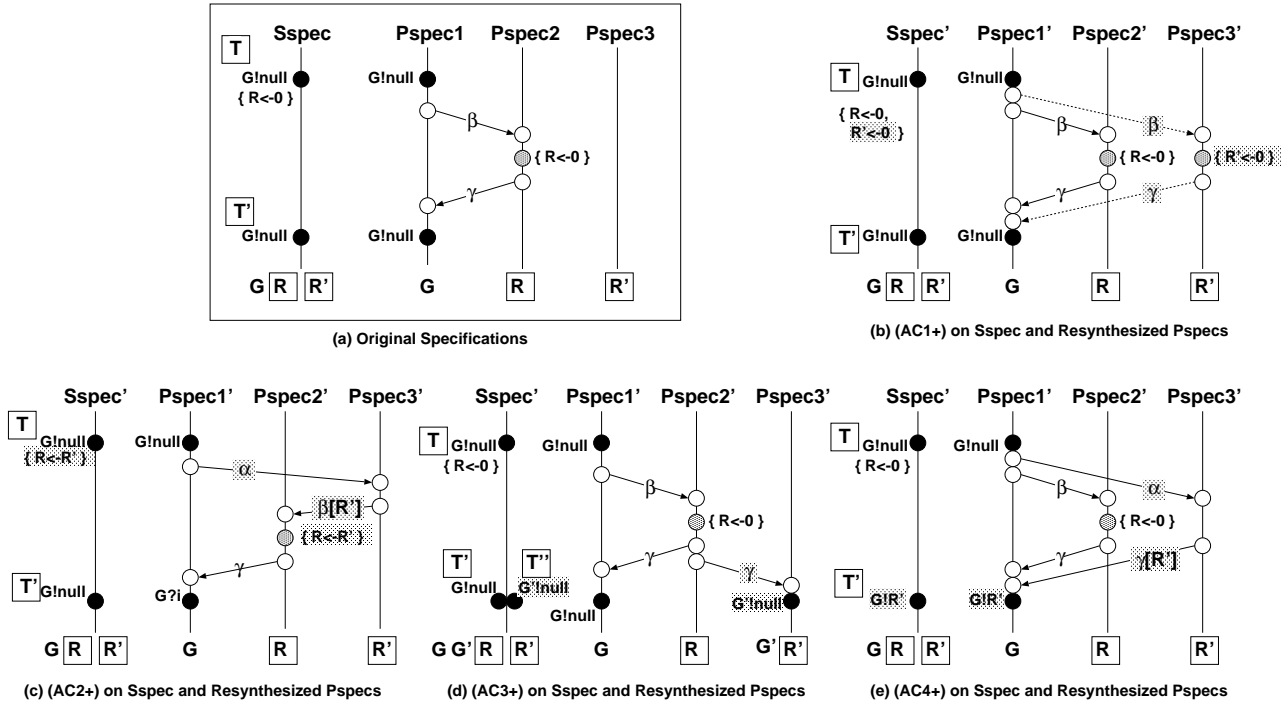 Sspec Pspec1 Pspec2 Pspec3
T
G!null G!null
{ R<-0 }
β
{ R<-0 }
γ
T'
G!null G!null
G R R' G R R'
(a) Original Specifications
Sspec' Pspec1' Pspec2' Pspec3'
T G!null G!null
{ R<-0,
R'<-0 }
β β
{ R<-0 } { R'<-0 }
γ γ
T' G!null G!null
G R R' G R R'
(b) (AC1+) on Sspec and Resynthesized Pspecs
Sspec' Pspec1' Pspec2' Pspec3'
T
G!null G!null
{ R<-R' }
α
β[R']
{ R<-R' }
γ
T' G!null G?i
G R R' G R R'
(c) (AC2+) on Sspec and Resynthesized Pspecs
Sspec' Pspec1' Pspec2' Pspec3'
T G!null G!null
{ R<-0 }
β
{ R<-0 }
T' T'' γ γ
G!null G'!null G'!null
G!null
G G' R R' G R G' R'
(d) (AC3+) on Sspec and Resynthesized Pspecs
Sspec' Pspec1' Pspec2' Pspec3'
T
G!null G!null
{ R<-0 }
α
β
{ R<-0 }
γ γ[R']
T'
G!R' G!R'
G R R' G R R'
(e) (AC4+) on Sspec and Resynthesized Pspecs